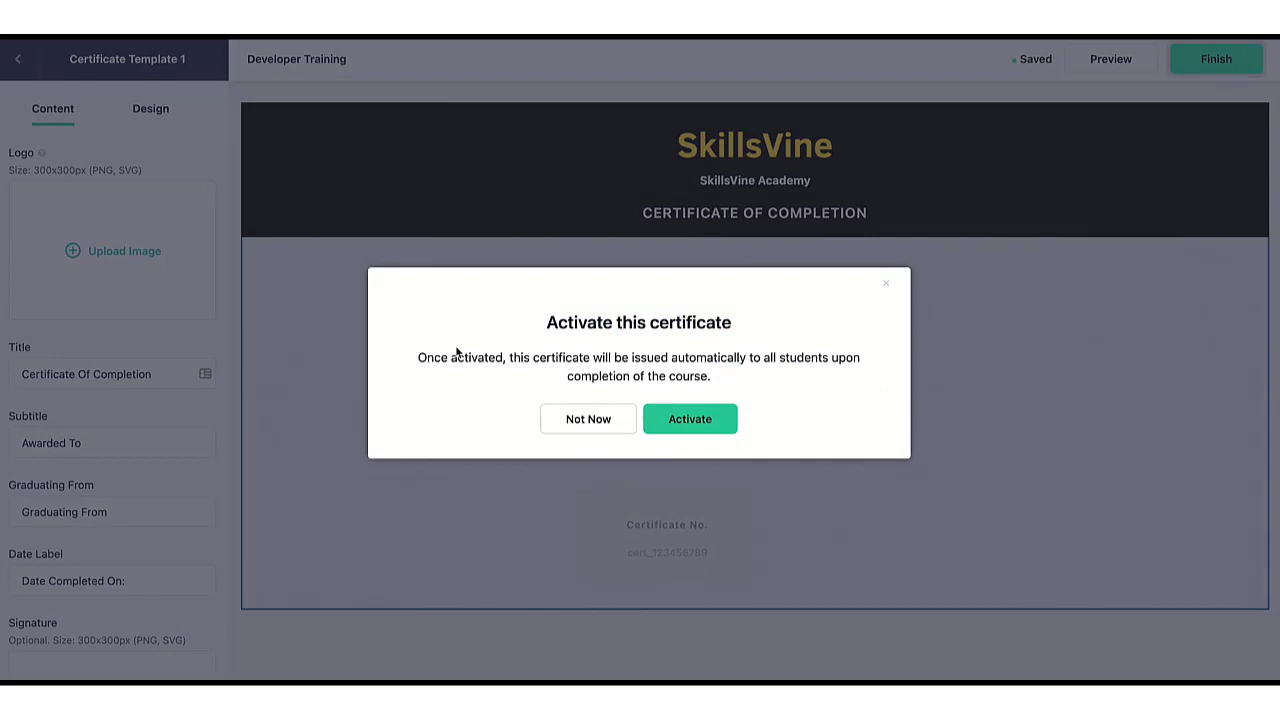 Certificate Template 1
Developer Training
Saved
Preview
Finish
Content
Design
Logo
Size: 300x300px (PNG, SVG)
Upload Image
Title
Certificate Of Completion
Subtitle
Awarded To
Graduating From
Graduating From
Date Label
Date Completed On:
Signature
Optional. Size: 300x300px (PNG, SVG)
SkillsVine
SkillsVine Academy
CERTIFICATE OF COMPLETION
Activate this certificate
Once activated, this certificate will be issued automatically to all students upon
completion of the course.
Not Now
Activate
Certificate No.
cert_123456789